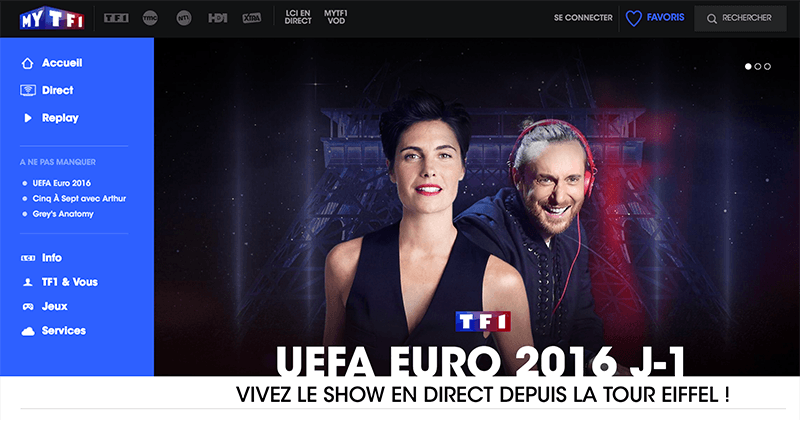 MYTF1
TF1 TMC NT1 HD1 XTRA
LCI EN
DIRECT
MYTF1
VOD
SE CONNECTER
FAVORIS
RECHERCHER
Accueil
Direct
Replay
A NE PAS MANQUER
UEFA Euro 2016
Cinq À Sept avec Arthur
Grey's Anatomy
LCI Info
TF1 & Vous
Jeux
Services
TF1
UEFA EURO 2016 J-1
VIVEZ LE SHOW EN DIRECT DEPUIS LA TOUR EIFFEL !